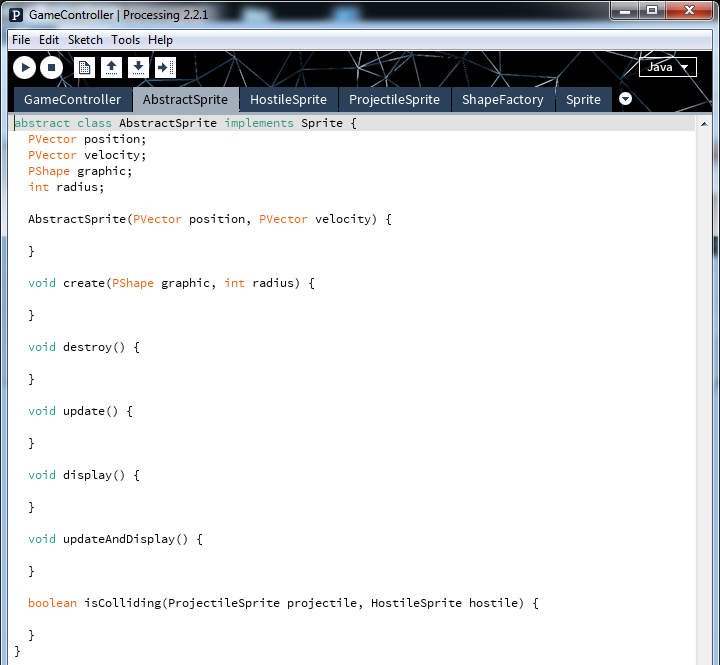 GameController | Processing 2.2.1
File Edit Sketch Tools Help
Java
GameController AbstractSprite HostileSprite ProjectileSprite ShapeFactory Sprite
abstract class AbstractSprite implements Sprite {
PVector position;
PVector velocity;
PShape graphic;
int radius;
AbstractSprite(PVector position, PVector velocity) {
}
void create(PShape graphic, int radius) {
}
void destroy() {
}
void update() {
}
void display() {
}
void updateAndDisplay() {
}
boolean isColliding(ProjectileSprite projectile, HostileSprite hostile) {
}
}